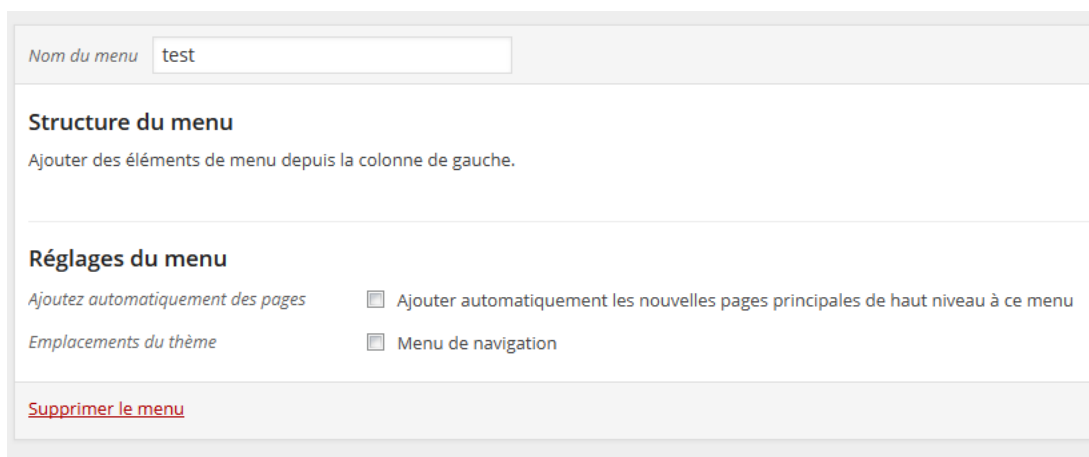 Nom du menu test
Structure du menu
Ajouter des éléments de menu depuis la colonne de gauche.
Réglages du menu
Ajoutez automatiquement des pages Ajouter automatiquement les nouvelles pages principales de haut niveau à ce menu
Emplacements du thème Menu de navigation
Supprimer le menu